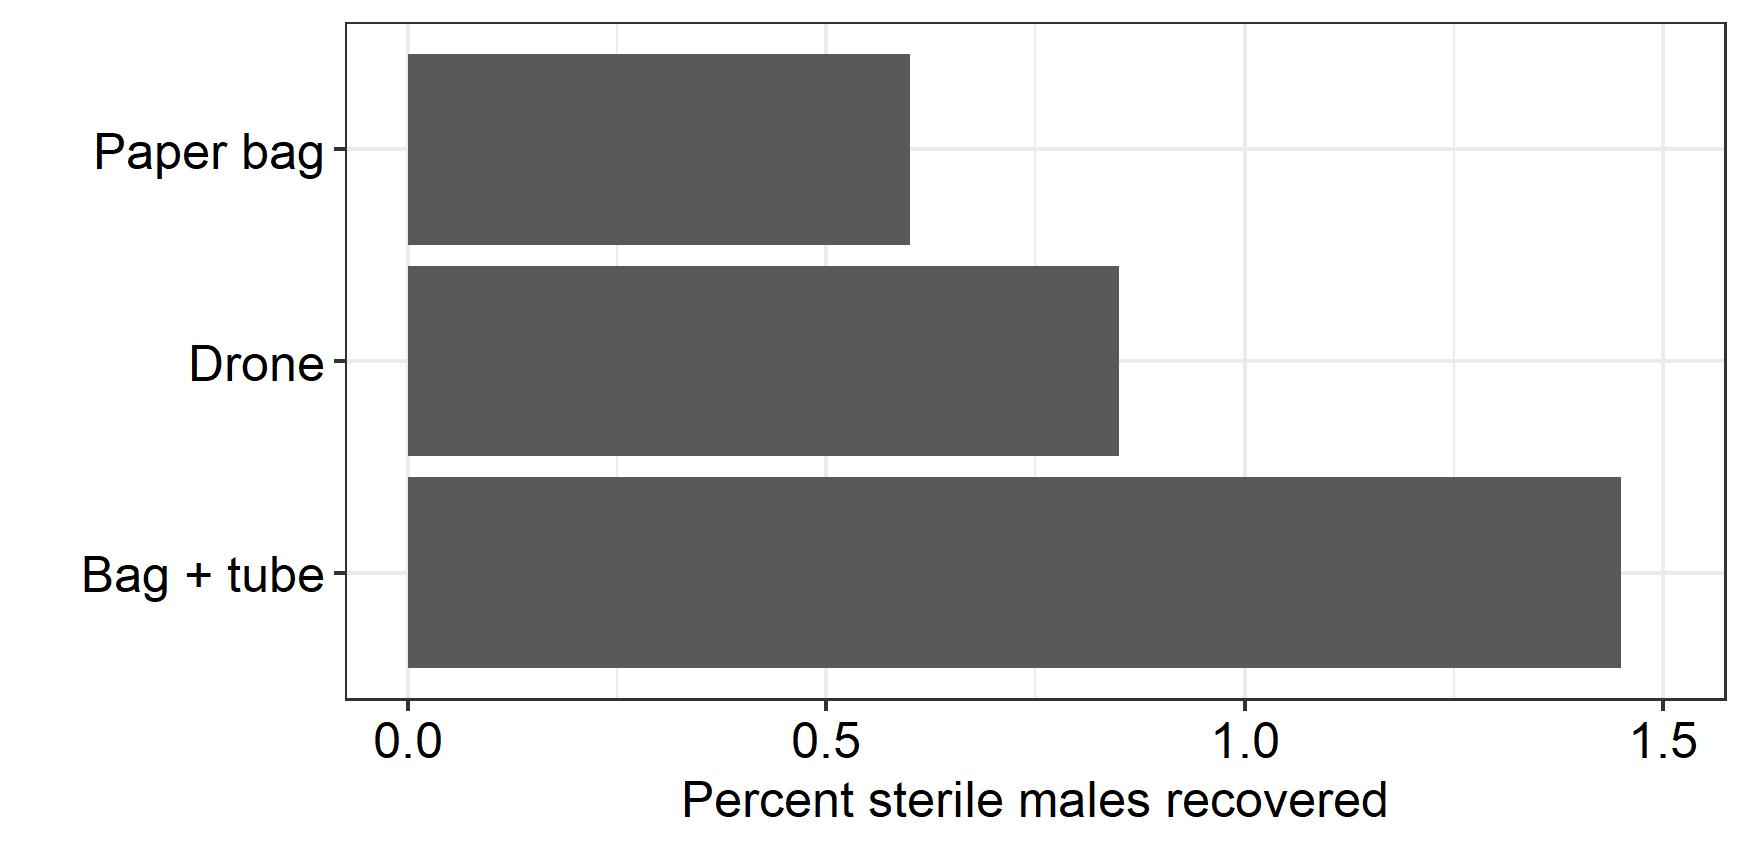 Paper bag
Drone
Bag + tube
0.0 0.5 1.0 1.5
Percent sterile males recovered